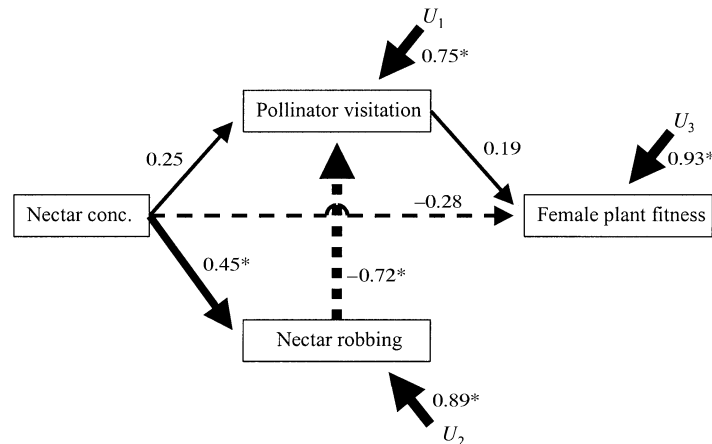 U1
0.75*
Pollinator visitation
U3
0.25
0.19
0.93*
Nectar conc.
–0.28
Female plant fitness
0.45*
–0.72*
Nectar robbing
0.89*
U2